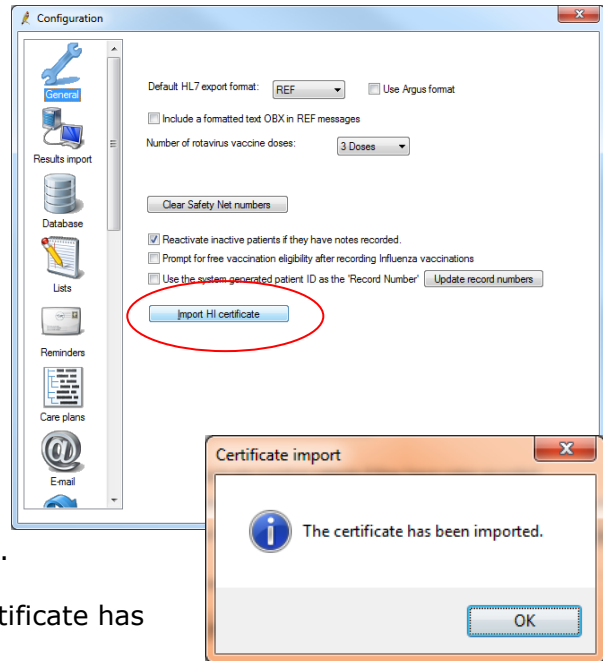 Configuration
General
Results import
Database
Lists
Reminders
Care plans
E-mail
Default HL7 export format: REF Use Argus format
Include a formatted text OBX in REF messages
Number of rotavirus vaccine doses: 3 Doses
Clear Safety Net numbers
Reactivate inactive patients if they have notes recorded.
Prompt for free vaccination eligibility after recording Influenza vaccinations
Use the system generated patient ID as the 'Record Number' Update record numbers
Import HI certificate
Certificate import
The certificate has been imported.
OK
.
tificate has